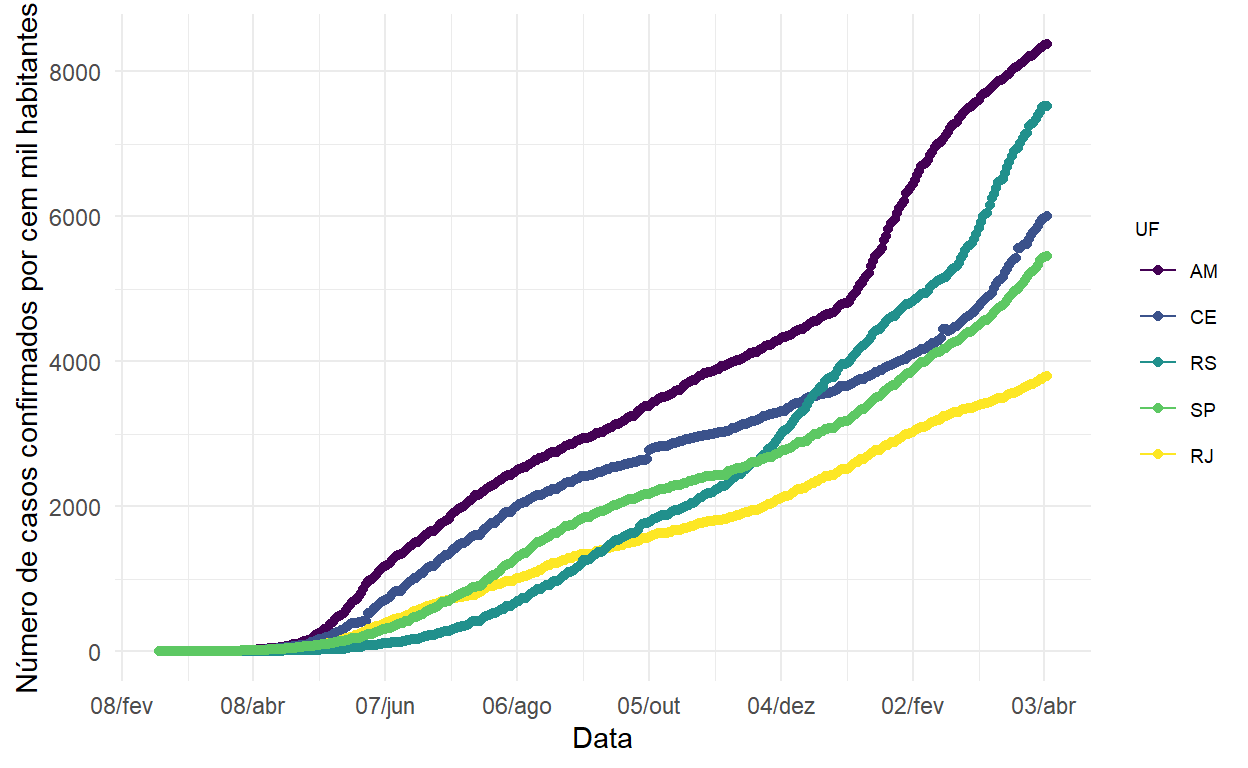 Número de casos confirmados por cem mil habitantes
8000
6000
4000
2000
0
08/fev 08/abr 07/jun 06/ago 05/out 04/dez 02/fev 03/abr
Data
UF
AM
CE
RS
SP
RJ